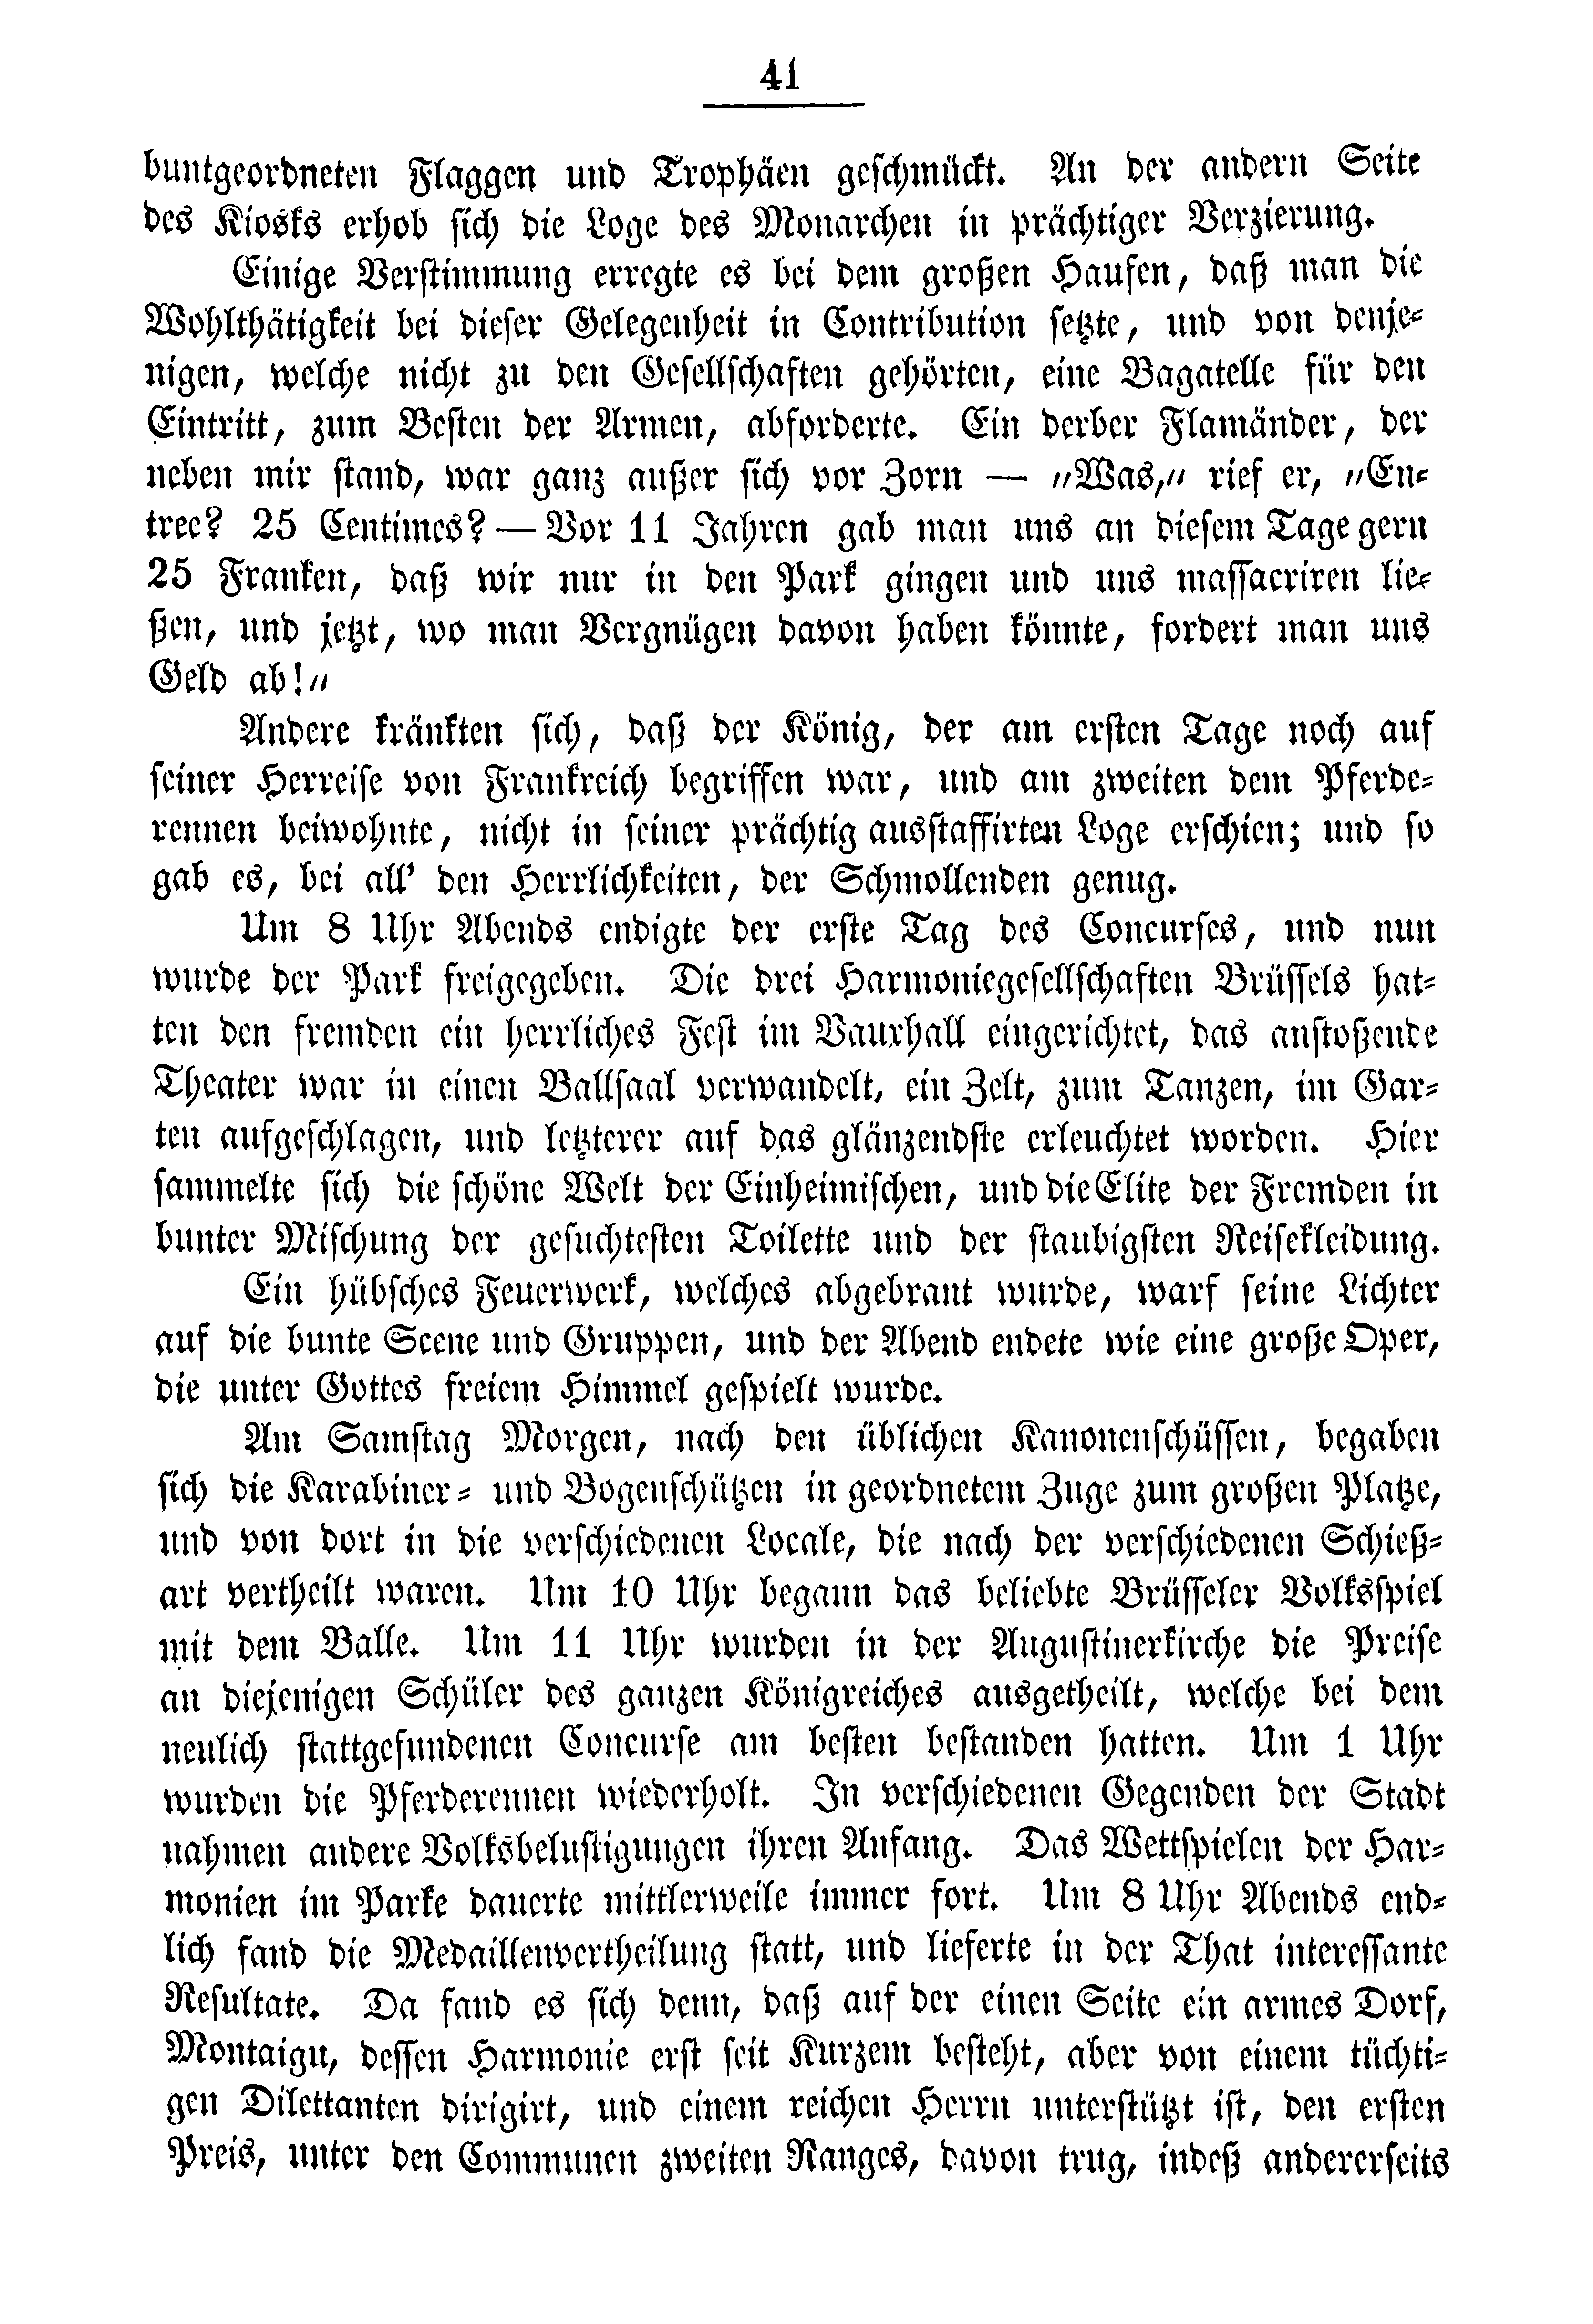 41
buntgeordneten Flaggen und Trophäen geschmückt. An der andern Seite
des Kiosks erhob sich die Loge des Monarchen in prächtiger Verzierung.
Einige Verstimmung erregte es bei dem großen Haufen, daß man die
Wohlthätigkeit bei dieser Gelegenheit in Contribution setzte, und von denje-
nigen, welche nicht zu den Gesellschaften gehörten, eine Bagatelle für den
Eintritt, zum Besten der Armen, abforderte. Ein derber Flamänder, der
neben mir stand, war ganz außer sich vor Zorn — „Was,“ rief er, „En-
tree? 25 Centimes? — Vor 11 Jahren gab man uns an diesem Tage gern
25 Franken, daß wir nur in den Park gingen und uns massacriren lie-
ßen, und jetzt, wo man Vergnügen davon haben könnte, fordert man uns
Geld ab!“
Andere kränkten sich, daß der König, der am ersten Tage noch auf
seiner Herreise von Frankreich begriffen war, und am zweiten dem Pferde-
rennen beiwohnte, nicht in seiner prächtig ausstaffirten Loge erschien; und so
gab es, bei all’ den Herrlichkeiten, der Schmollenden genug.
Um 8 Uhr Abends endigte der erste Tag des Concurses, und nun
wurde der Park freigegeben. Die drei Harmoniegesellschaften Brüssels hat-
ten den fremden ein herrliches Fest im Vauxhall eingerichtet, das anstoßende
Theater war in einen Ballsaal verwandelt, ein Zelt, zum Tanzen, im Gar-
ten aufgeschlagen, und letzterer auf das glänzendste erleuchtet worden. Hier
sammelte sich die schöne Welt der Einheimischen, und die Elite der Fremden in
bunter Mischung der gesuchtesten Toilette und der staubigsten Reisekleidung.
Ein hübsches Feuerwerk, welches abgebrant wurde, warf seine Lichter
auf die bunte Scene und Gruppen, und der Abend endete wie eine große Oper,
die unter Gottes freiem Himmel gespielt wurde.
Am Samstag Morgen, nach den üblichen Kanonenschüssen, begaben
sich die Karabiner- und Bogenschützen in geordnetem Zuge zum großen Platze,
und von dort in die verschiedenen Locale, die nach der verschiedenen Schieß-
art vertheilt waren. Um 10 Uhr begann das beliebte Brüsseler Volksspiel
mit dem Balle. Um 11 Uhr wurden in der Augustinerkirche die Preise
an diejenigen Schüler des ganzen Königreiches ausgetheilt, welche bei dem
neulich stattgefundenen Concurse am besten bestanden hatten. Um 1 Uhr
wurden die Pferderennen wiederholt. In verschiedenen Gegenden der Stadt
nahmen andere Volksbelustigungen ihren Anfang. Das Wettspielen der Har-
monien im Parke dauerte mittlerweile immer fort. Um 8 Uhr Abends end-
lich fand die Medaillenvertheilung statt, und lieferte in der That interessante
Resultate. Da fand es sich denn, daß auf der einen Seite ein armes Dorf,
Montaigu, dessen Harmonie erst seit Kurzem besteht, aber von einem tüchti-
gen Dilettanten dirigirt, und einem reichen Herrn unterstützt ist, den ersten
Preis, unter den Communen zweiten Ranges, davon trug, indeß andererseits